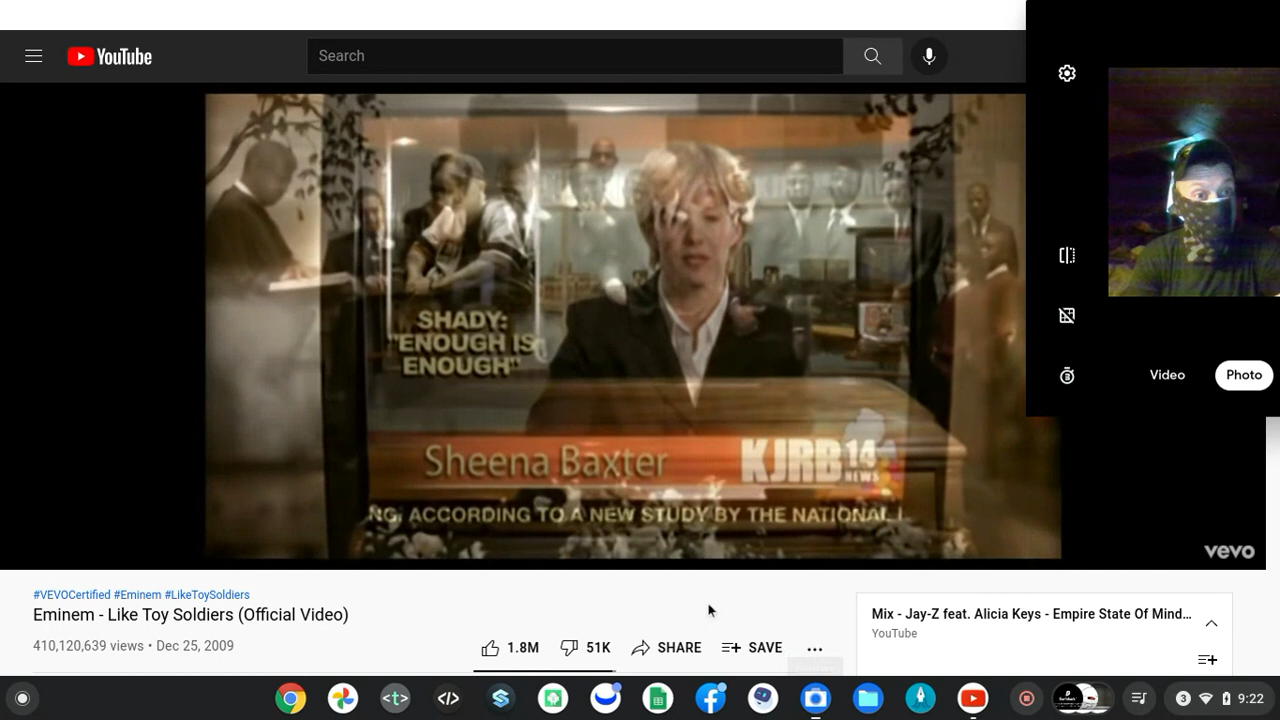 YouTube
Search
SHADY:
"ENOUGH IS
ENOUGH"
Sheena Baxter
KJRB 14
NEWS
NG, ACCORDING TO A NEW STUDY BY THE NATIONAL
vevo
Video
Photo
#VEVOCertified #Eminem #LikeToySoldiers
Eminem - Like Toy Soldiers (Official Video)
410,120,639 views • Dec 25, 2009
1.8M
51K
SHARE
SAVE
Mix - Jay-Z feat. Alicia Keys - Empire State Of Mind...
YouTube
<t>
</>
3
9:22